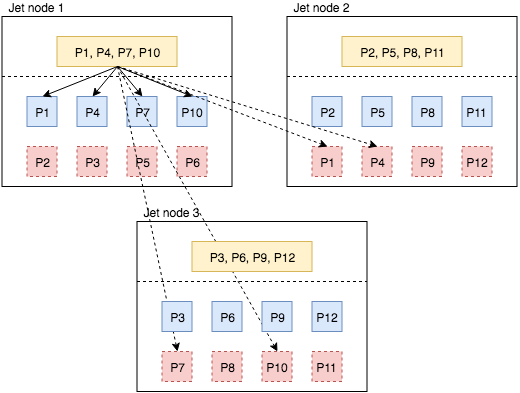 Jet node 1
P1, P4, P7, P10
P1 P4 P7 P10
P2 P3 P5 P6
Jet node 2
P2, P5, P8, P11
P2 P5 P8 P11
P1 P4 P9 P12
Jet node 3
P3, P6, P9, P12
P3 P6 P9 P12
P7 P8 P10 P11